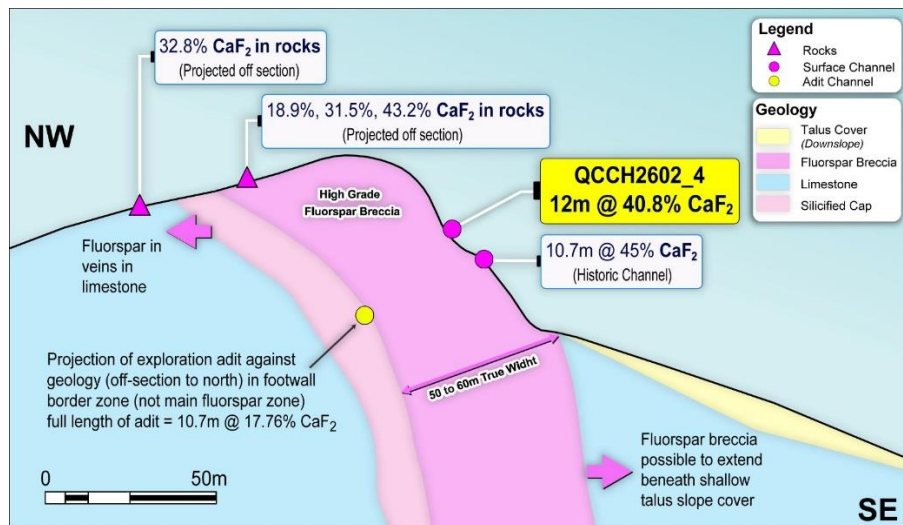 32.8% CaF₂ in rocks
(Projected off section)
18.9%, 31.5%, 43.2% CaF₂ in rocks
(Projected off section)
NW
High Grade
Fluorspar Breccia
QCCH2602_4
12m @ 40.8% CaF₂
10.7m @ 45% CaF₂
(Historic Channel)
Fluorspar in
veins in
limestone
Projection of exploration adit against
geology (off-section to north) in footwall
border zone (not main fluorspar zone)
full length of adit = 10.7m @ 17.76% CaF₂
50 to 60m True Widht
Fluorspar breccia
possible to extend
beneath shallow
talus slope cover
0 50m
SE
Legend
Rocks
Surface Channel
Adit Channel
Geology
Talus Cover
(Downslope)
Fluorspar Breccia
Limestone
Silicified Cap